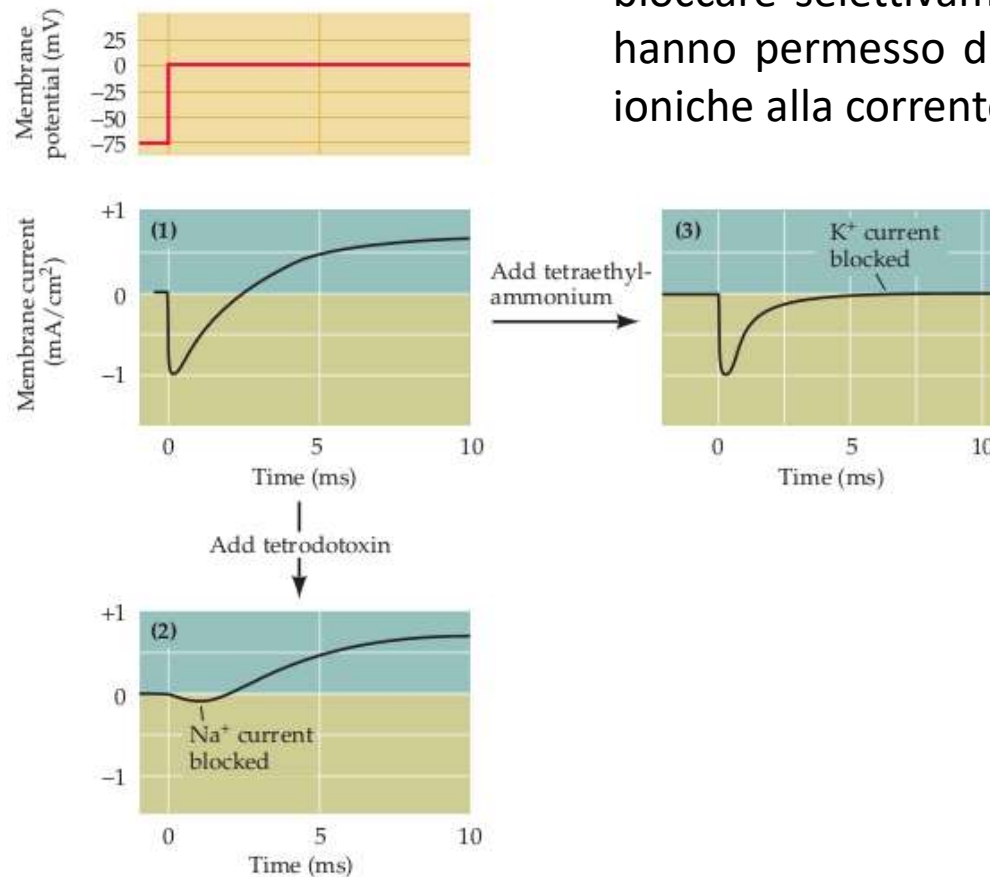 bloccare
hanno permesso d
ioniche alla corrente
Membrane
potential (mV)
25
0
−25
−50
−75
Membrane current
(mA/cm²)
+1
0
−1
(1)
0
5
10
Time (ms)
Add tetraethyl-
ammonium
(3)
K⁺ current
blocked
0
5
10
Time (ms)
Add tetrodotoxin
+1
0
−1
(2)
Na⁺ current
blocked
0
5
10
Time (ms)